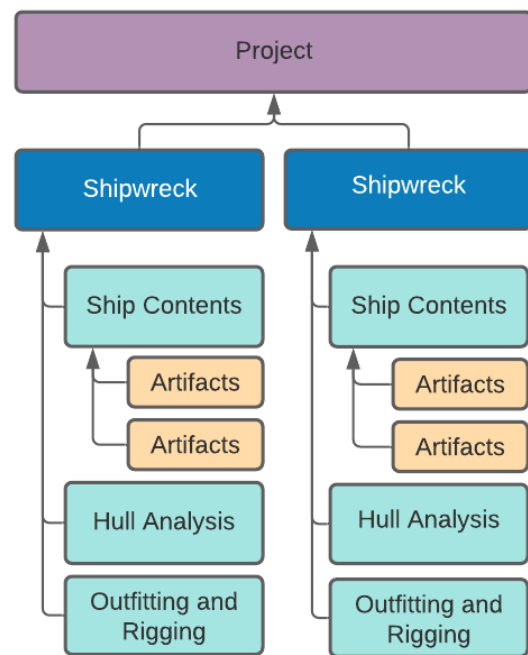 Project
Shipwreck
Ship Contents
Artifacts
Artifacts
Hull Analysis
Outfitting and
Rigging
Shipwreck
Ship Contents
Artifacts
Artifacts
Hull Analysis
Outfitting and
Rigging